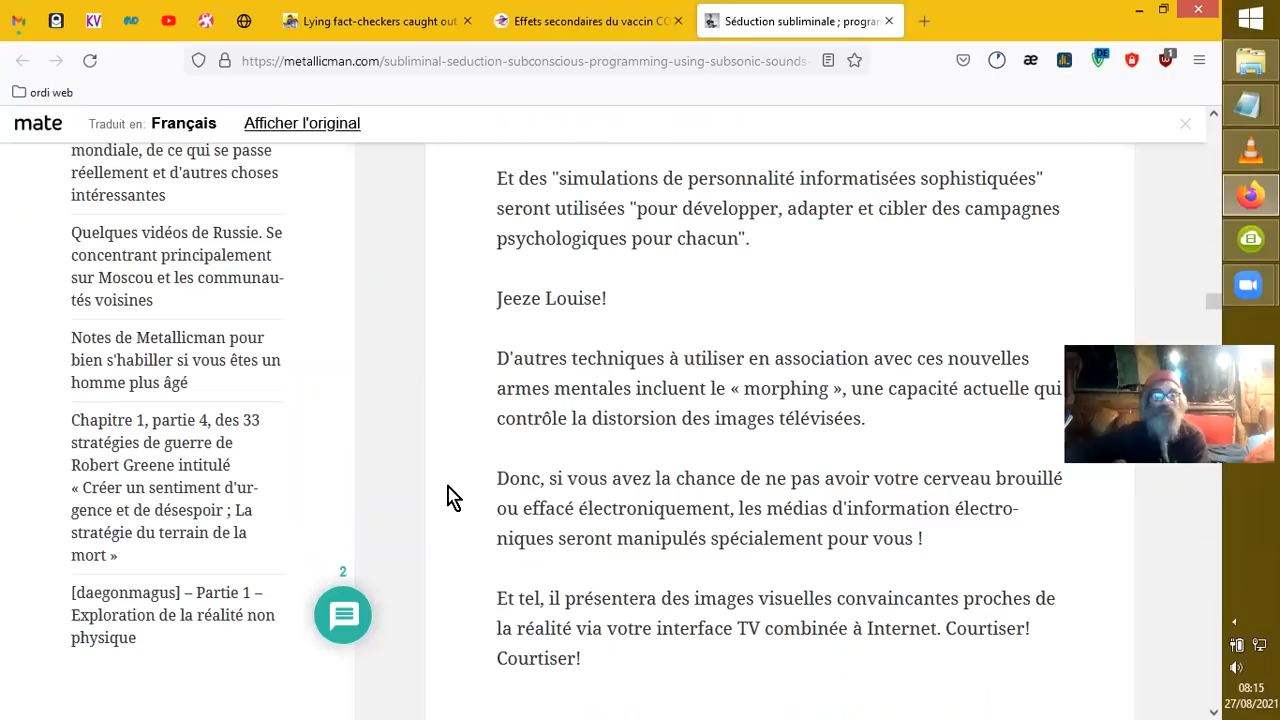 Lying fact-checkers caught out.
Effets secondaires du vaccin CO
Séduction subliminale ; progran
https://metallicman.com/subliminal-seduction-subconscious-programming-using-subsonic-sounds-
1
ordi web
mate
Traduit en: Français
Afficher l'original
mondiale, de ce qui se passe
réellement et d'autres choses
intéressantes
Quelques vidéos de Russie. Se
concentrant principalement
sur Moscou et les communau-
tés voisines
Notes de Metallicman pour
bien s'habiller si vous êtes un
homme plus âgé
Chapitre 1, partie 4, des 33
stratégies de guerre de
Robert Greene intitulé
« Créer un sentiment d'ur-
gence et de désespoir ; La
stratégie du terrain de la
mort »
[daegonmagus] – Partie 1 –
Exploration de la réalité non
physique
2
Et des "simulations de personnalité informatisées sophistiquées"
seront utilisées "pour développer, adapter et cibler des campagnes
psychologiques pour chacun".
Jeeze Louise!
D'autres techniques à utiliser en association avec ces nouvelles
armes mentales incluent le « morphing », une capacité actuelle qui
contrôle la distorsion des images télévisées.
Donc, si vous avez la chance de ne pas avoir votre cerveau brouillé
ou effacé électroniquement, les médias d'information électro-
niques seront manipulés spécialement pour vous !
Et tel, il présentera des images visuelles convaincantes proches de
la réalité via votre interface TV combinée à Internet. Courtiser!
Courtiser!
08:15
27/08/2021